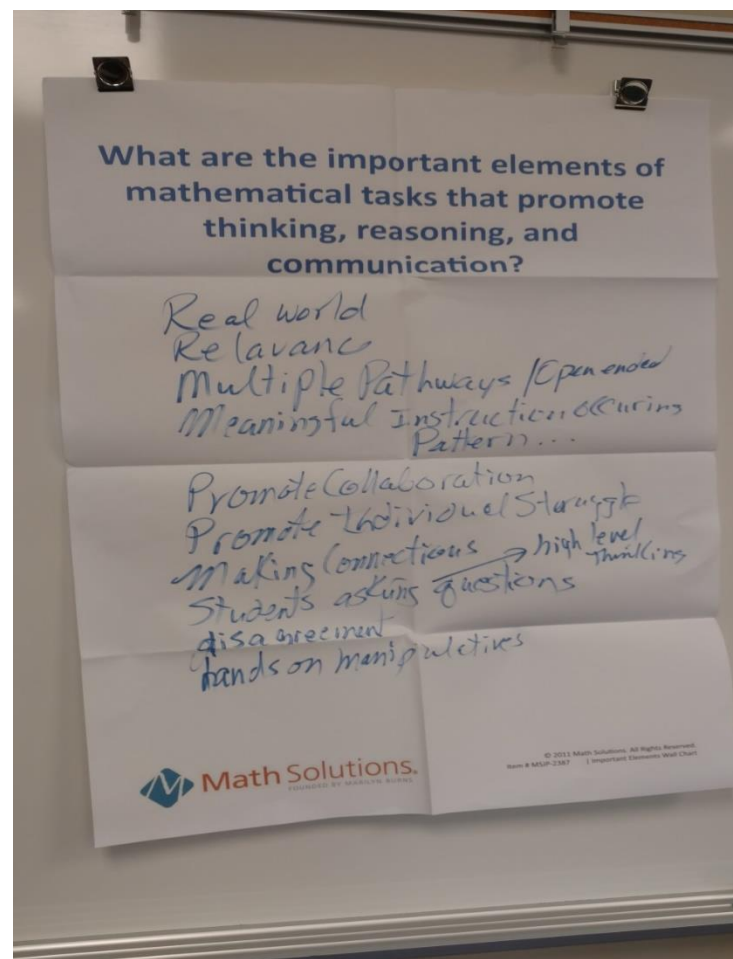 What are the important elements of
mathematical tasks that promote
thinking, reasoning, and
communication?
Real world
Relavanc
Multiple Pathways / Open ended
Meaningful Instruction occuring
Pattern...
Promote Collaboration
Promote Individual Struggle
Making Connections
high level
Thinking
Students asking questions
disagreement
hands on manipulatives
Math Solutions.
FOUNDED BY MARILYN BURNS
© 2011 Math Solutions. All Rights Reserved.
Item # MSIP-2387 | Important Elements Wall Chart